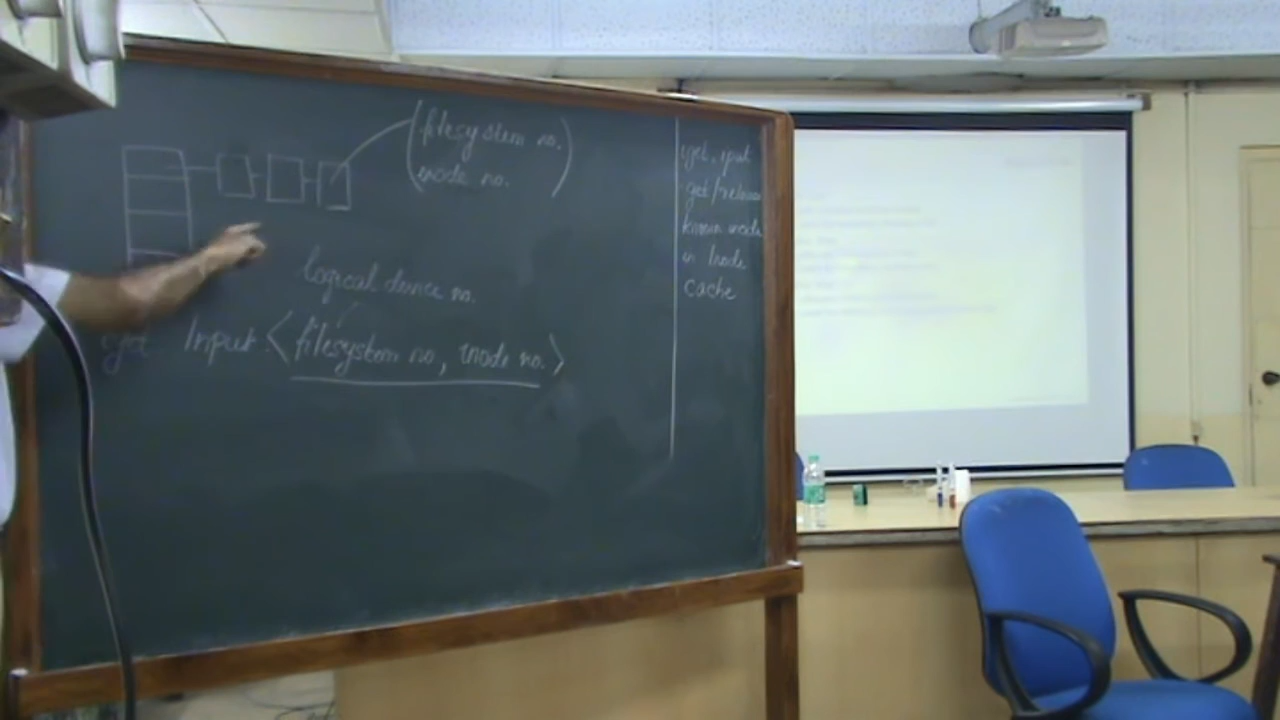 (filesystem no.
inode no.)
logical device no.
iget Input: <filesystem no, inode no.>
iget, iput
get/release
known inode
in Inode
cache